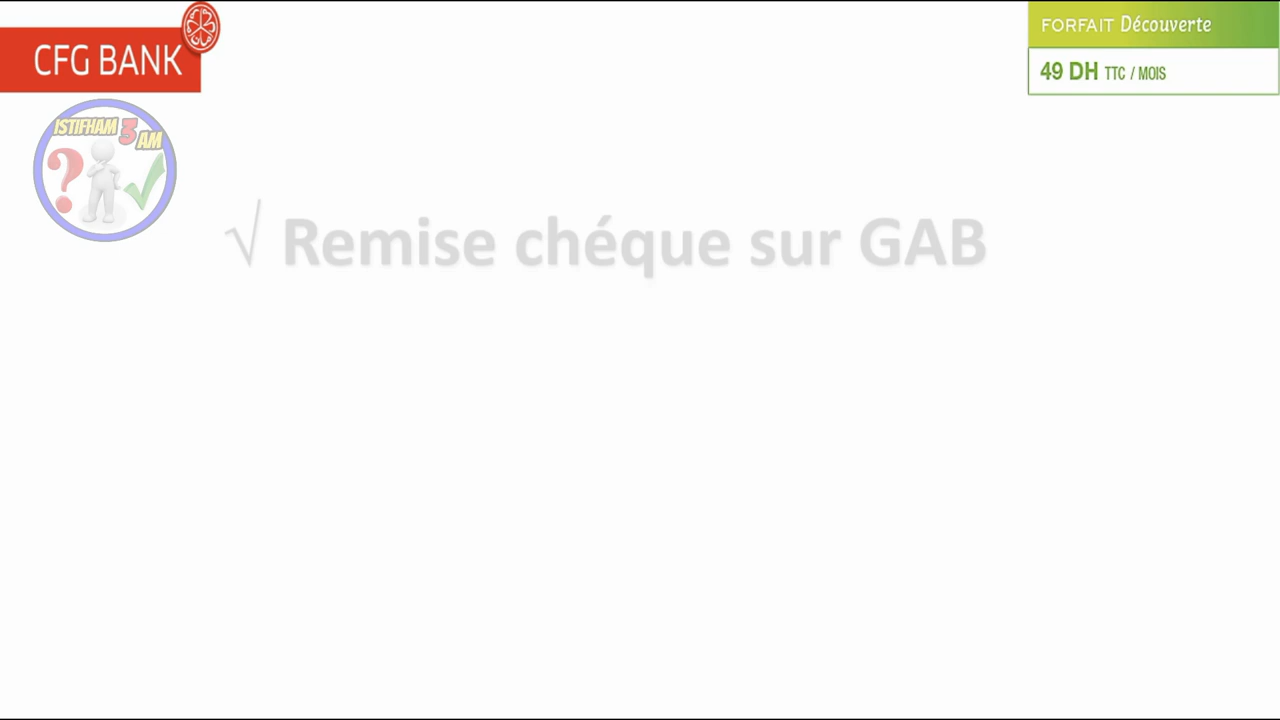 CFG BANK
FORFAIT Découverte
49 DH TTC / MOIS
ISTIFHAM 3 AM
√ Remise chéque sur GAB